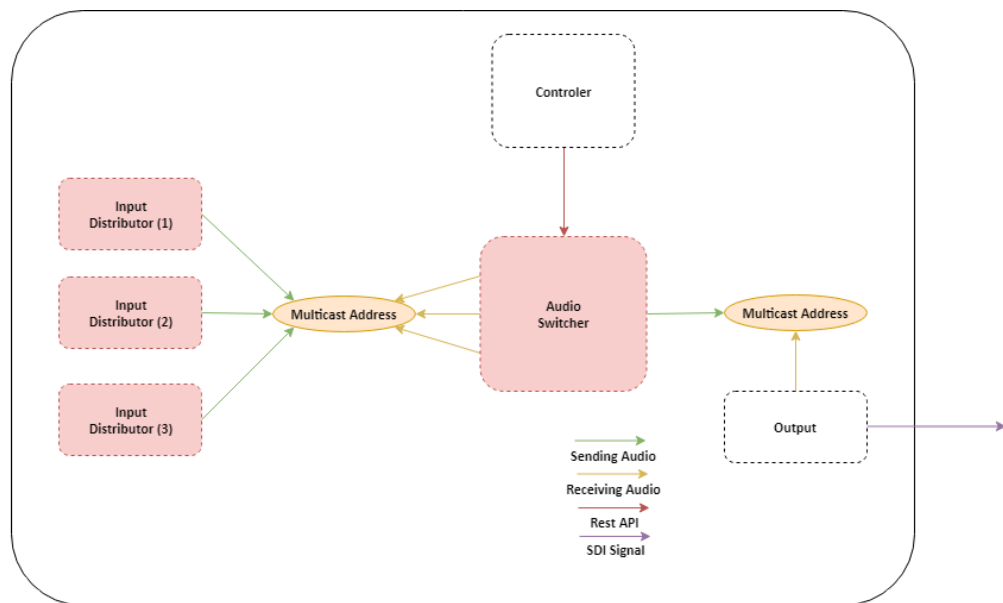 Controler
Input
Distributor (1)
Input
Distributor (2)
Input
Distributor (3)
Multicast Address
Audio
Switcher
Multicast Address
Output
Sending Audio
Receiving Audio
Rest API
SDI Signal